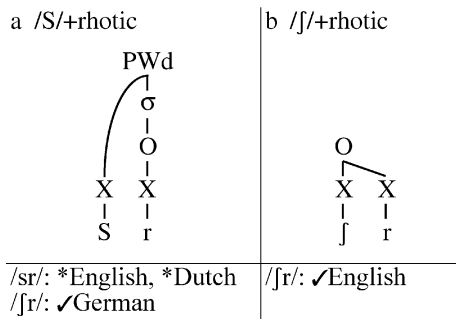 a /S/+rhotic
PWd
σ
O
X X
S r
/sr/: *English, *Dutch
/ʃr/: ✓German
b /ʃ/+rhotic
O
X X
ʃ r
/ʃr/: ✓English